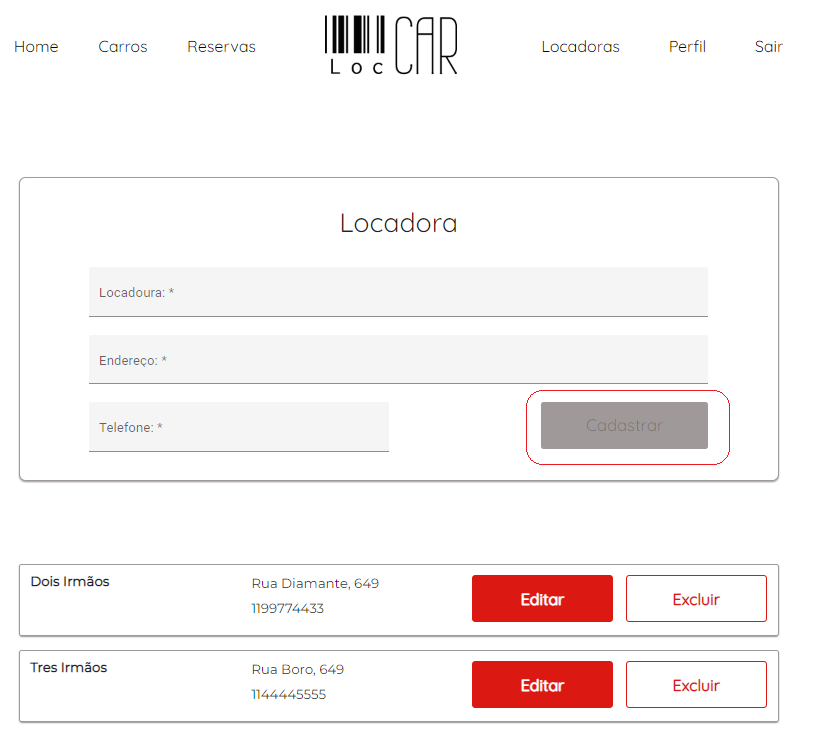 Home Carros Reservas Loc CAR Locadoras Perfil Sair
Locadora
Locadoura: *
Endereço: *
Telefone: *
Cadastrar
Dois Irmãos Rua Diamante, 649 Editar Excluir
1199774433
Tres Irmãos Rua Boro, 649 Editar Excluir
1144445555